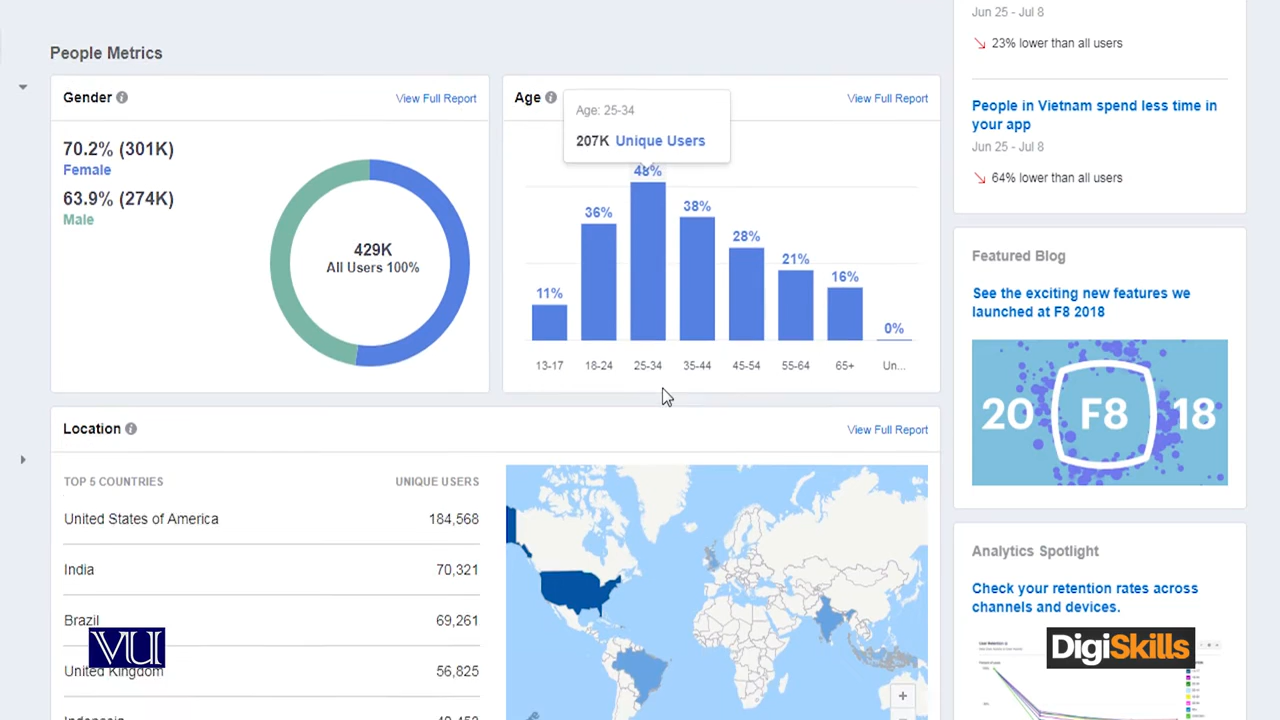 People Metrics
Gender
View Full Report
70.2% (301K)
Female
63.9% (274K)
Male
429K
All Users 100%
Age
View Full Report
Age: 25-34
207K Unique Users
11%
36%
48%
38%
28%
21%
16%
0%
13-17
18-24
25-34
35-44
45-54
55-64
65+
Un...
Location
View Full Report
TOP 5 COUNTRIES
UNIQUE USERS
United States of America
184,568
India
70,321
Brazil
69,261
United Kingdom
56,825
VU
Jun 25 - Jul 8
23% lower than all users
People in Vietnam spend less time in
your app
Jun 25 - Jul 8
64% lower than all users
Featured Blog
See the exciting new features we
launched at F8 2018
20 F8 18
Analytics Spotlight
Check your retention rates across
channels and devices.
DigiSkills